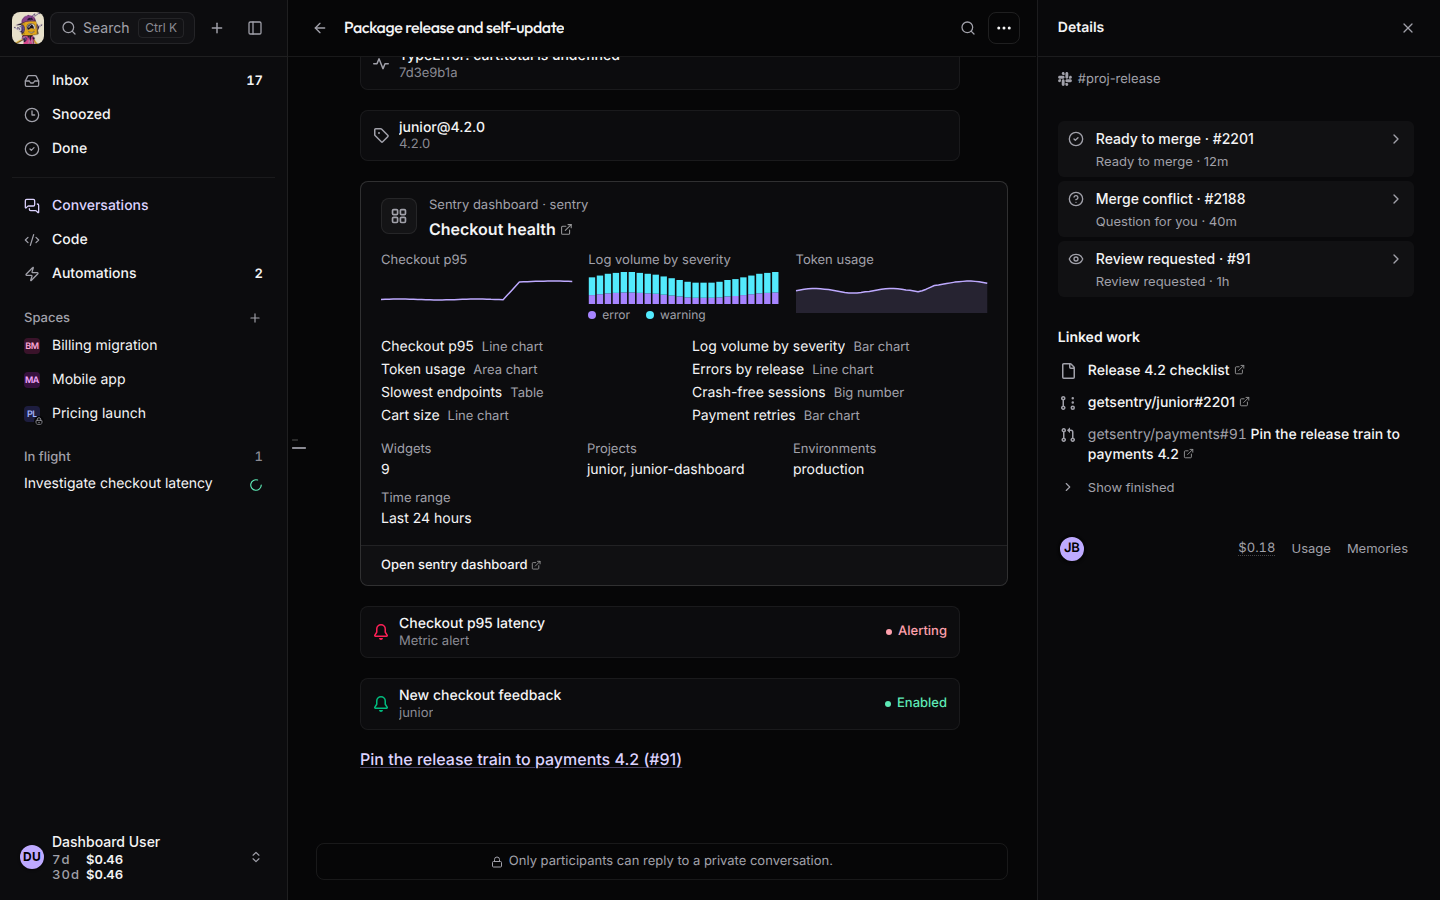 Search Ctrl K
Inbox 17
Snoozed
Done
Conversations
Code
Automations 2
Spaces
BM Billing migration
MA Mobile app
PL Pricing launch
In flight 1
Investigate checkout latency
DU Dashboard User
7d $0.46
30d $0.46
Package release and self-update
TypeError: cart.total is undefined
7d3e9b1a
junior@4.2.0
4.2.0
Sentry dashboard · sentry
Checkout health
Checkout p95
Log volume by severity
error warning
Token usage
Checkout p95 Line chart
Log volume by severity Bar chart
Token usage Area chart
Errors by release Line chart
Slowest endpoints Table
Crash-free sessions Big number
Cart size Line chart
Payment retries Bar chart
Widgets
9
Projects
junior, junior-dashboard
Environments
production
Time range
Last 24 hours
Open sentry dashboard
Checkout p95 latency
Metric alert
Alerting
New checkout feedback
junior
Enabled
Pin the release train to payments 4.2 (#91)
Only participants can reply to a private conversation.
Details
#proj-release
Ready to merge · #2201
Ready to merge · 12m
Merge conflict · #2188
Question for you · 40m
Review requested · #91
Review requested · 1h
Linked work
Release 4.2 checklist
getsentry/junior#2201
getsentry/payments#91 Pin the release train to
payments 4.2
Show finished
JB $0.18 Usage Memories